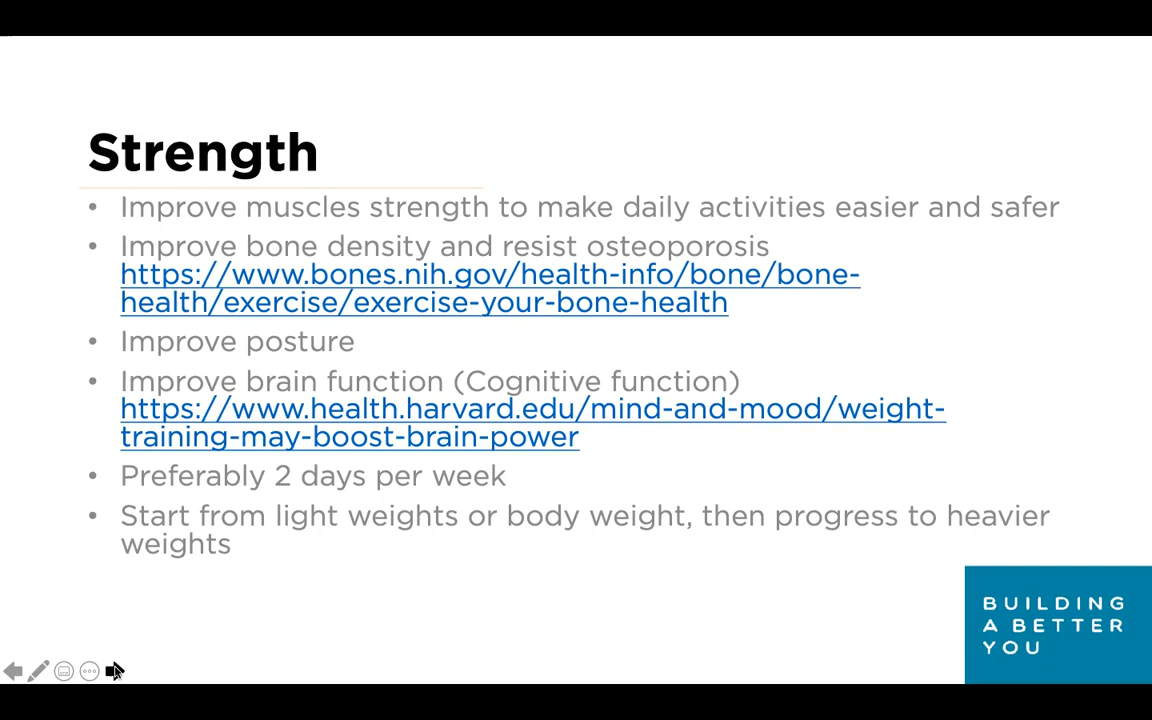 Strength
• Improve muscles strength to make daily activities easier and safer
• Improve bone density and resist osteoporosis
https://www.bones.nih.gov/health-info/bone/bone-
health/exercise/exercise-your-bone-health
• Improve posture
• Improve brain function (Cognitive function)
https://www.health.harvard.edu/mind-and-mood/weight-
training-may-boost-brain-power
• Preferably 2 days per week
• Start from light weights or body weight, then progress to heavier
weights
BUILDING
A BETTER
YOU